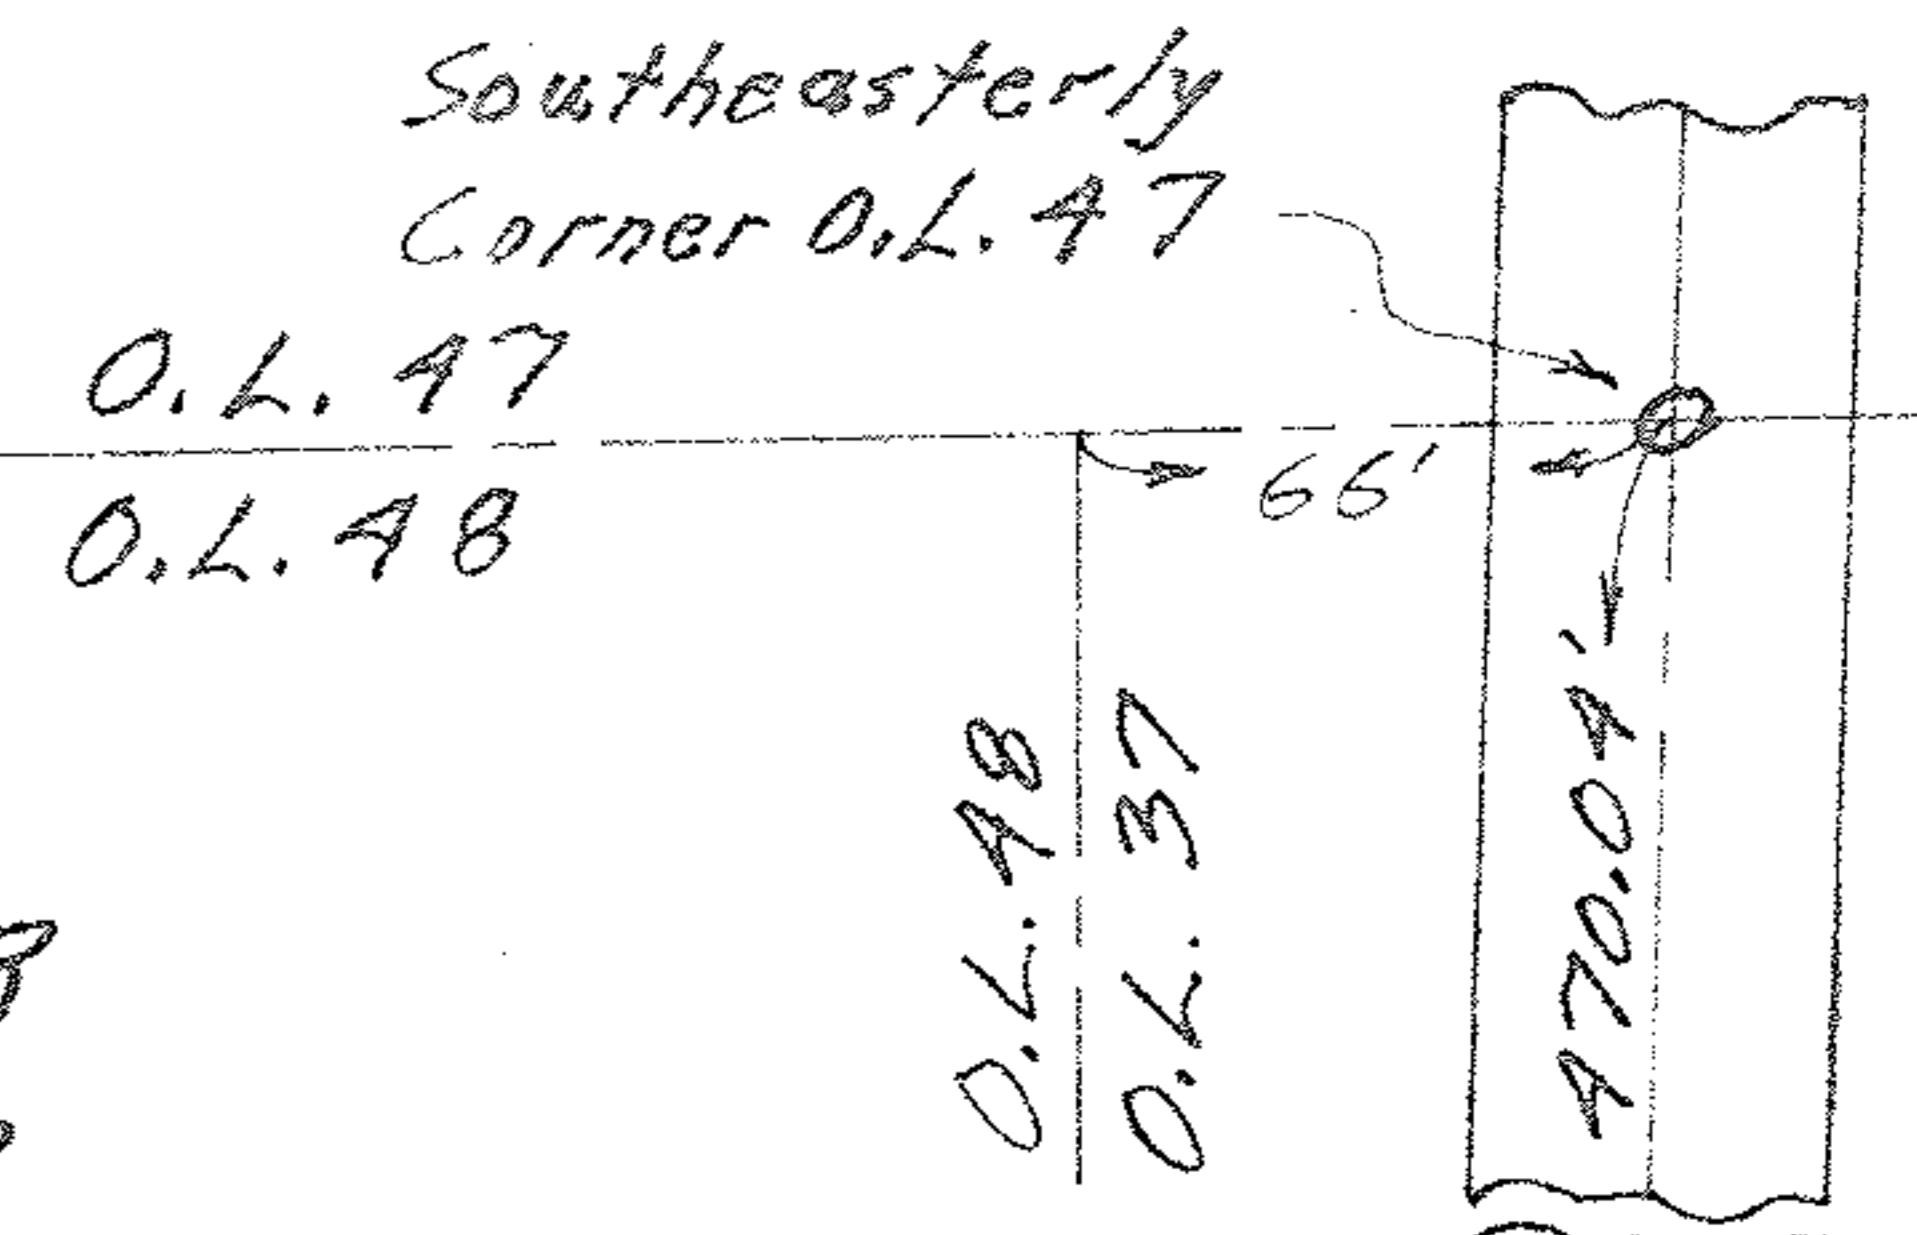 Southeasterly
Corner O.L. 47
O.L. 47
O.L. 48
66'
O.L. 48
O.L. 37
470.04'